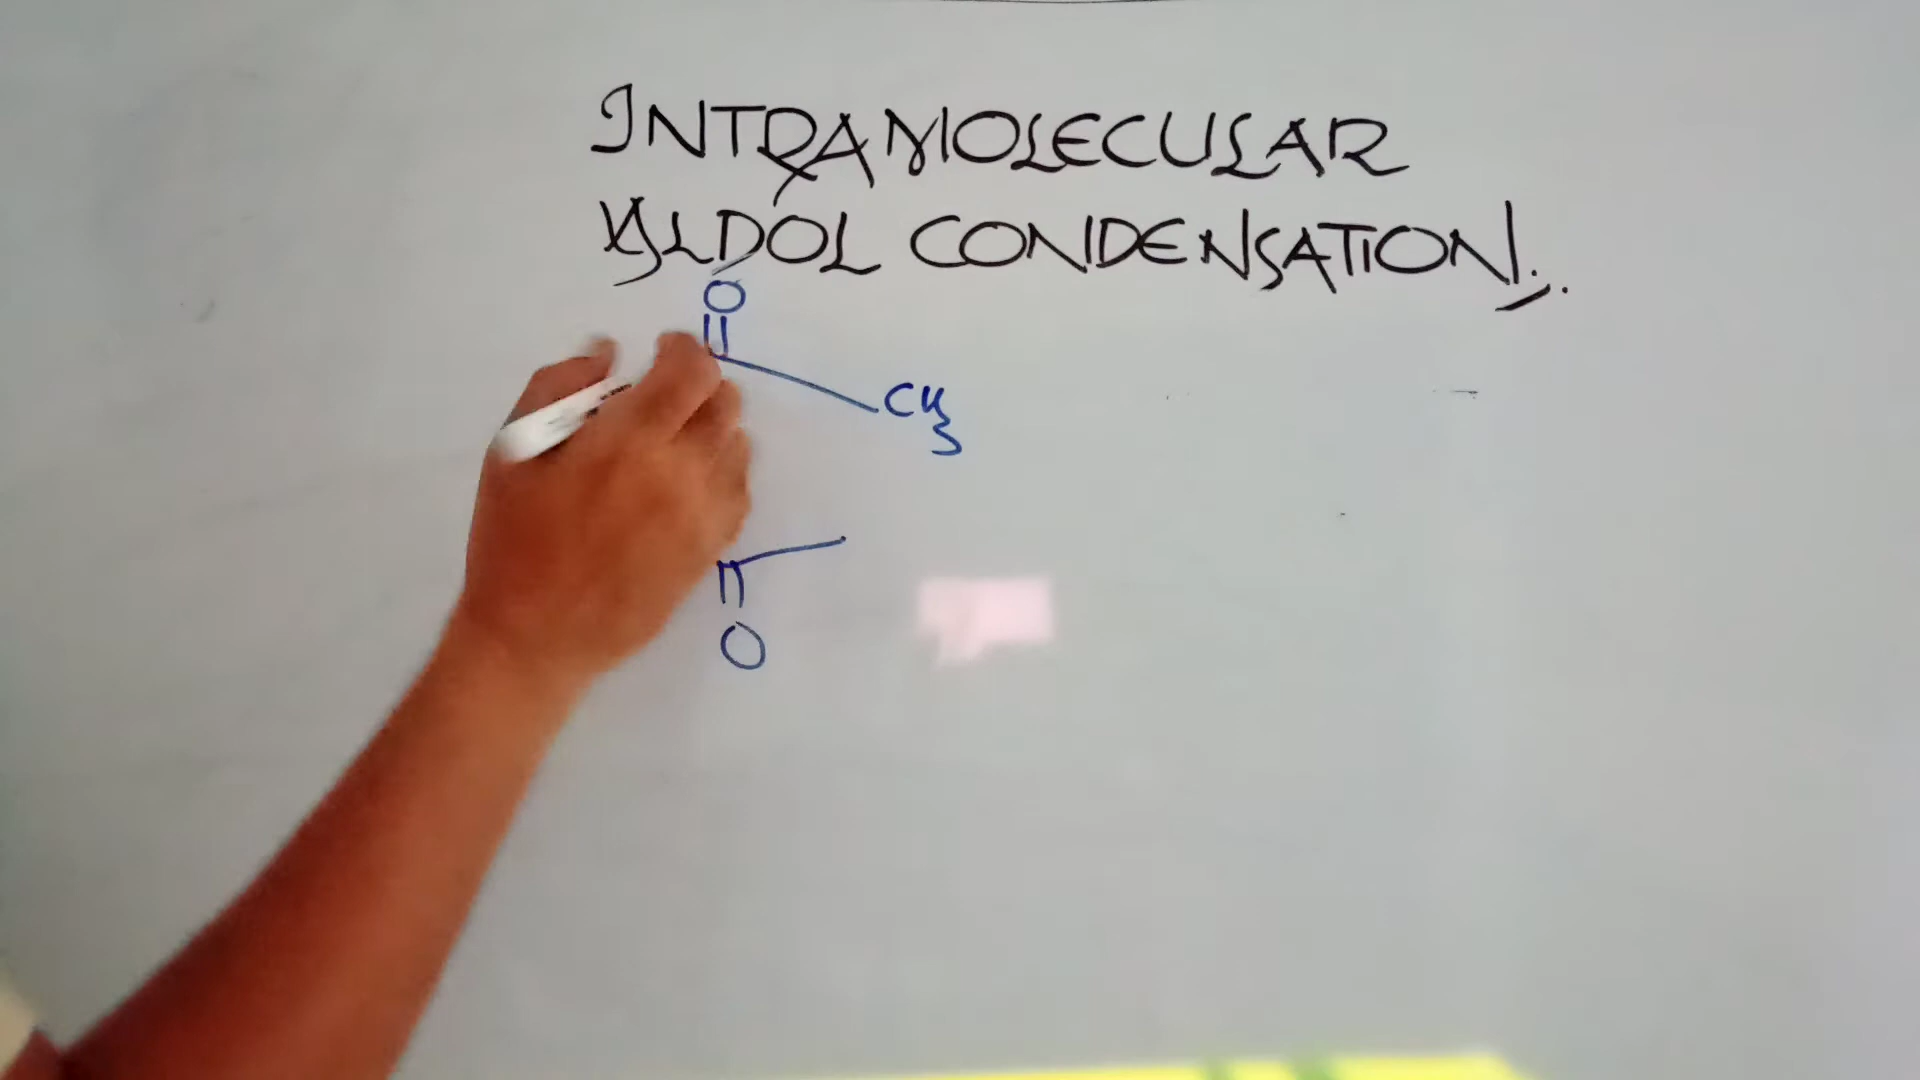 INTRAMOLECULAR
ALDOL CONDENSATION.
O
CH3
O